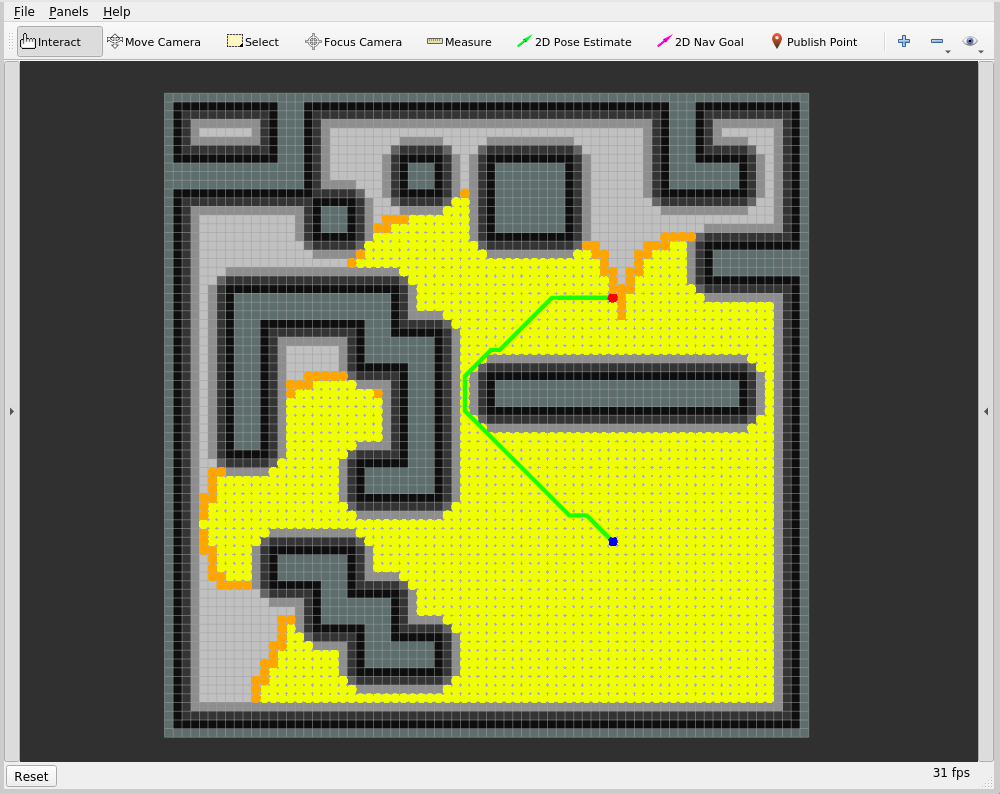 File Panels Help
Interact Move Camera Select Focus Camera Measure 2D Pose Estimate 2D Nav Goal Publish Point
Reset 31 fps